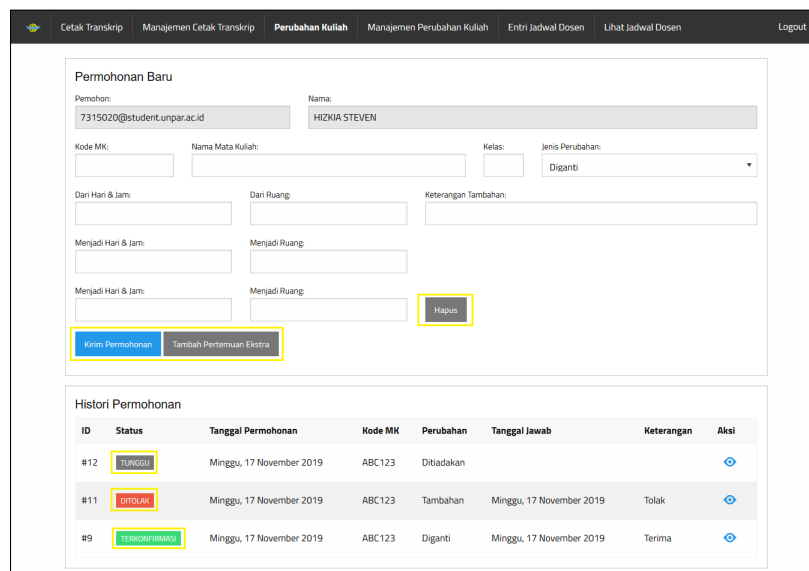 Cetak Transkrip Manajemen Cetak Transkrip Perubahan Kuliah Manajemen Perubahan Kuliah Entri Jadwal Dosen Lihat Jadwal Dosen Logout
Permohonan Baru
Pemohon: Nama:
7315020@student.unpar.ac.id HIZKIA STEVEN
Kode MK: Nama Mata Kuliah: Kelas: Jenis Perubahan:
Diganti
Dari Hari & Jam: Dari Ruang: Keterangan Tambahan:
Menjadi Hari & Jam: Menjadi Ruang:
Menjadi Hari & Jam: Menjadi Ruang:
Hapus
Kirim Permohonan Tambah Pertemuan Ekstra
Histori Permohonan
ID Status Tanggal Permohonan Kode MK Perubahan Tanggal Jawab Keterangan Aksi
#12 TUNGGU Minggu, 17 November 2019 ABC123 Ditiadakan
#11 DITOLAK Minggu, 17 November 2019 ABC123 Tambahan Minggu, 17 November 2019 Tolak
#9 TERKONFIRMASI Minggu, 17 November 2019 ABC123 Diganti Minggu, 17 November 2019 Terima